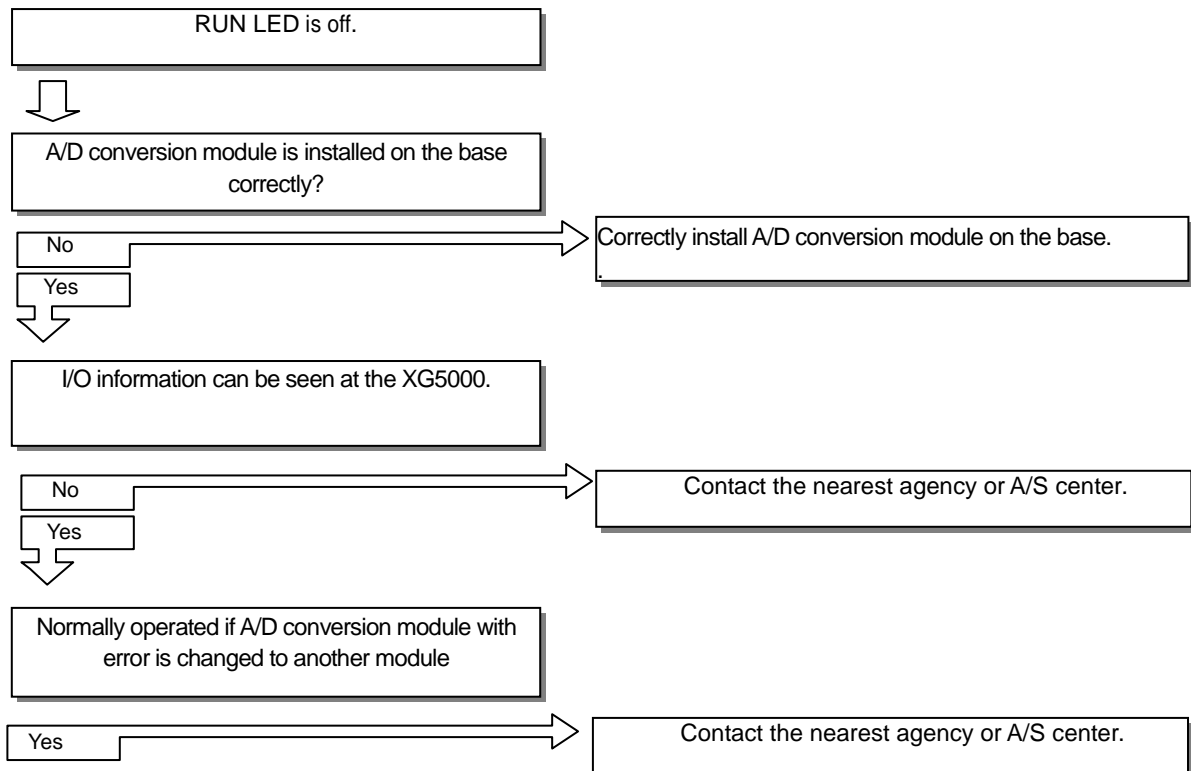 RUN LED is off.
A/D conversion module is installed on the base
correctly?
No
Correctly install A/D conversion module on the base.
.
Yes
I/O information can be seen at the XG5000.
No
Contact the nearest agency or A/S center.
Yes
Normally operated if A/D conversion module with
error is changed to another module
Yes
Contact the nearest agency or A/S center.